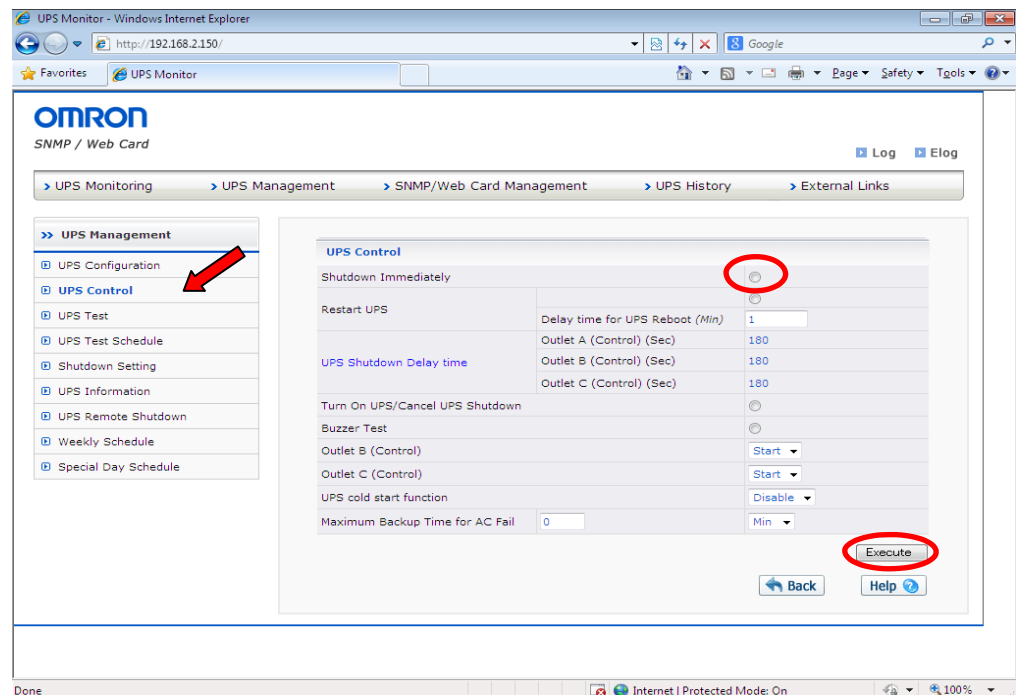 UPS Monitor - Windows Internet Explorer
http://192.168.2.150/
Google
Favorites UPS Monitor Page Safety Tools
OMRON
SNMP / Web Card
Log Elog
UPS Monitoring UPS Management SNMP/Web Card Management UPS History External Links
>> UPS Management
UPS Configuration
UPS Control
UPS Test
UPS Test Schedule
Shutdown Setting
UPS Information
UPS Remote Shutdown
Weekly Schedule
Special Day Schedule
UPS Control
Shutdown Immediately
Restart UPS
Delay time for UPS Reboot (Min) 1
UPS Shutdown Delay time
Outlet A (Control) (Sec) 180
Outlet B (Control) (Sec) 180
Outlet C (Control) (Sec) 180
Turn On UPS/Cancel UPS Shutdown
Buzzer Test
Outlet B (Control) Start
Outlet C (Control) Start
UPS cold start function Disable
Maximum Backup Time for AC Fail 0 Min
Execute
Back Help ?
Done Internet | Protected Mode: On 100%